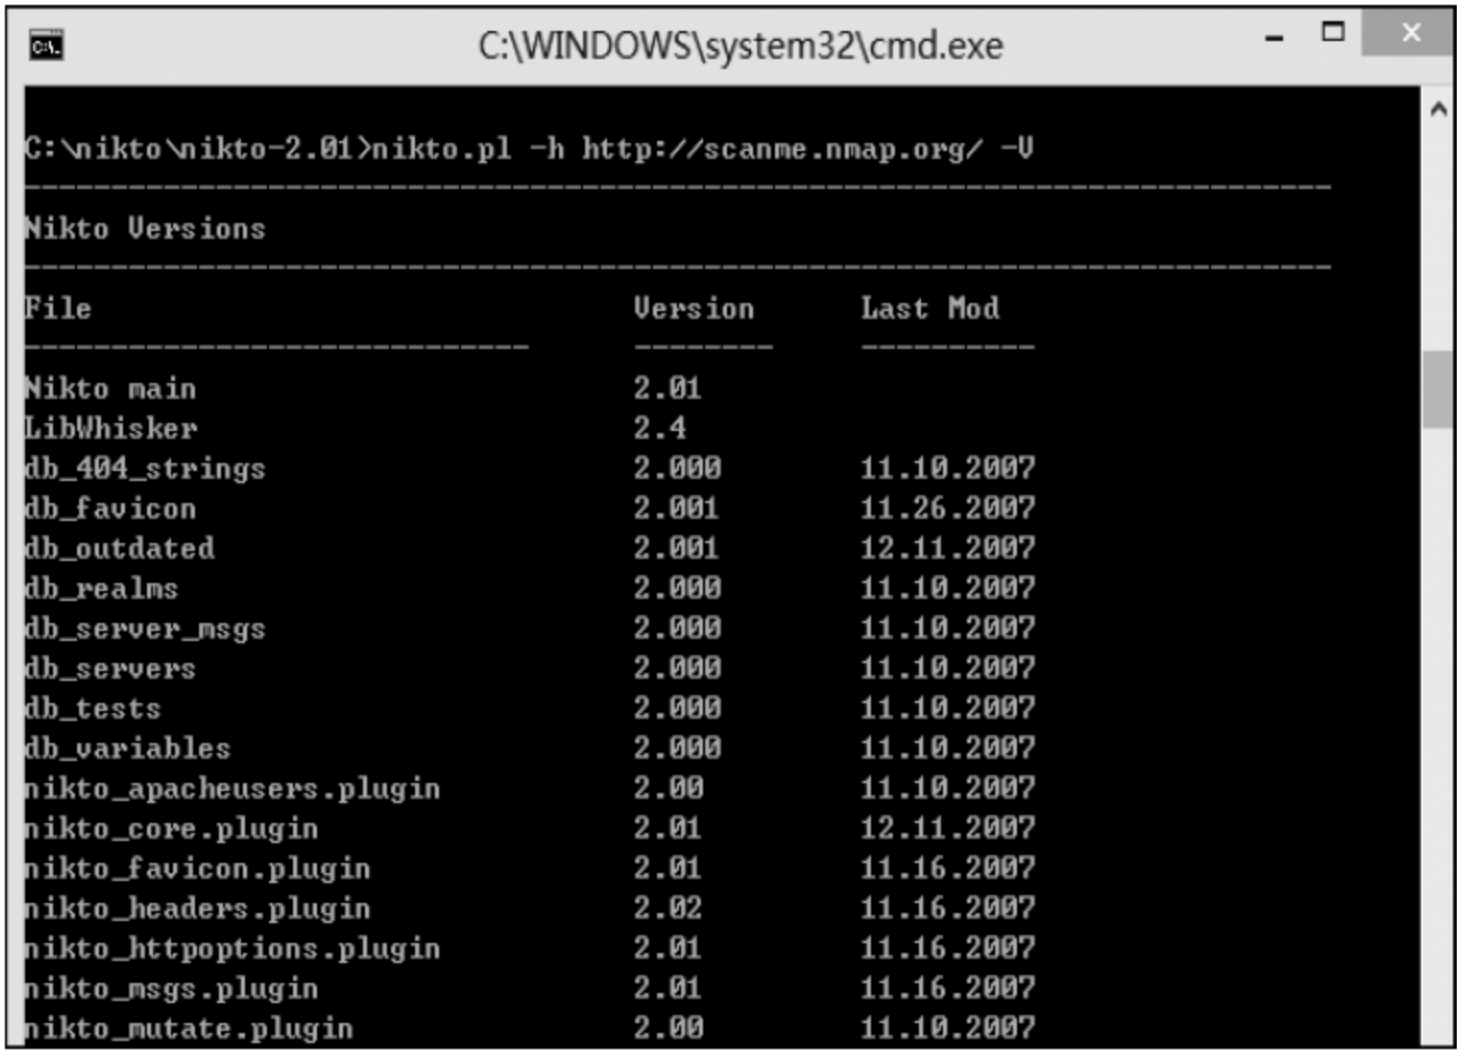 C:\WINDOWS\system32\cmd.exe
C:\nikto\nikto-2.01>nikto.pl -h http://scanme.nmap.org/ -V
---------------------------------------------------------------------------
Nikto Versions
---------------------------------------------------------------------------
File Version Last Mod
----------------------------- -------- ----------
Nikto main 2.01
LibWhisker 2.4
db_404_strings 2.000 11.10.2007
db_favicon 2.001 11.26.2007
db_outdated 2.001 12.11.2007
db_realms 2.000 11.10.2007
db_server_msgs 2.000 11.10.2007
db_servers 2.000 11.10.2007
db_tests 2.000 11.10.2007
db_variables 2.000 11.10.2007
nikto_apacheusers.plugin 2.00 11.10.2007
nikto_core.plugin 2.01 12.11.2007
nikto_favicon.plugin 2.01 11.16.2007
nikto_headers.plugin 2.02 11.16.2007
nikto_httpoptions.plugin 2.01 11.16.2007
nikto_msgs.plugin 2.01 11.16.2007
nikto_mutate.plugin 2.00 11.10.2007